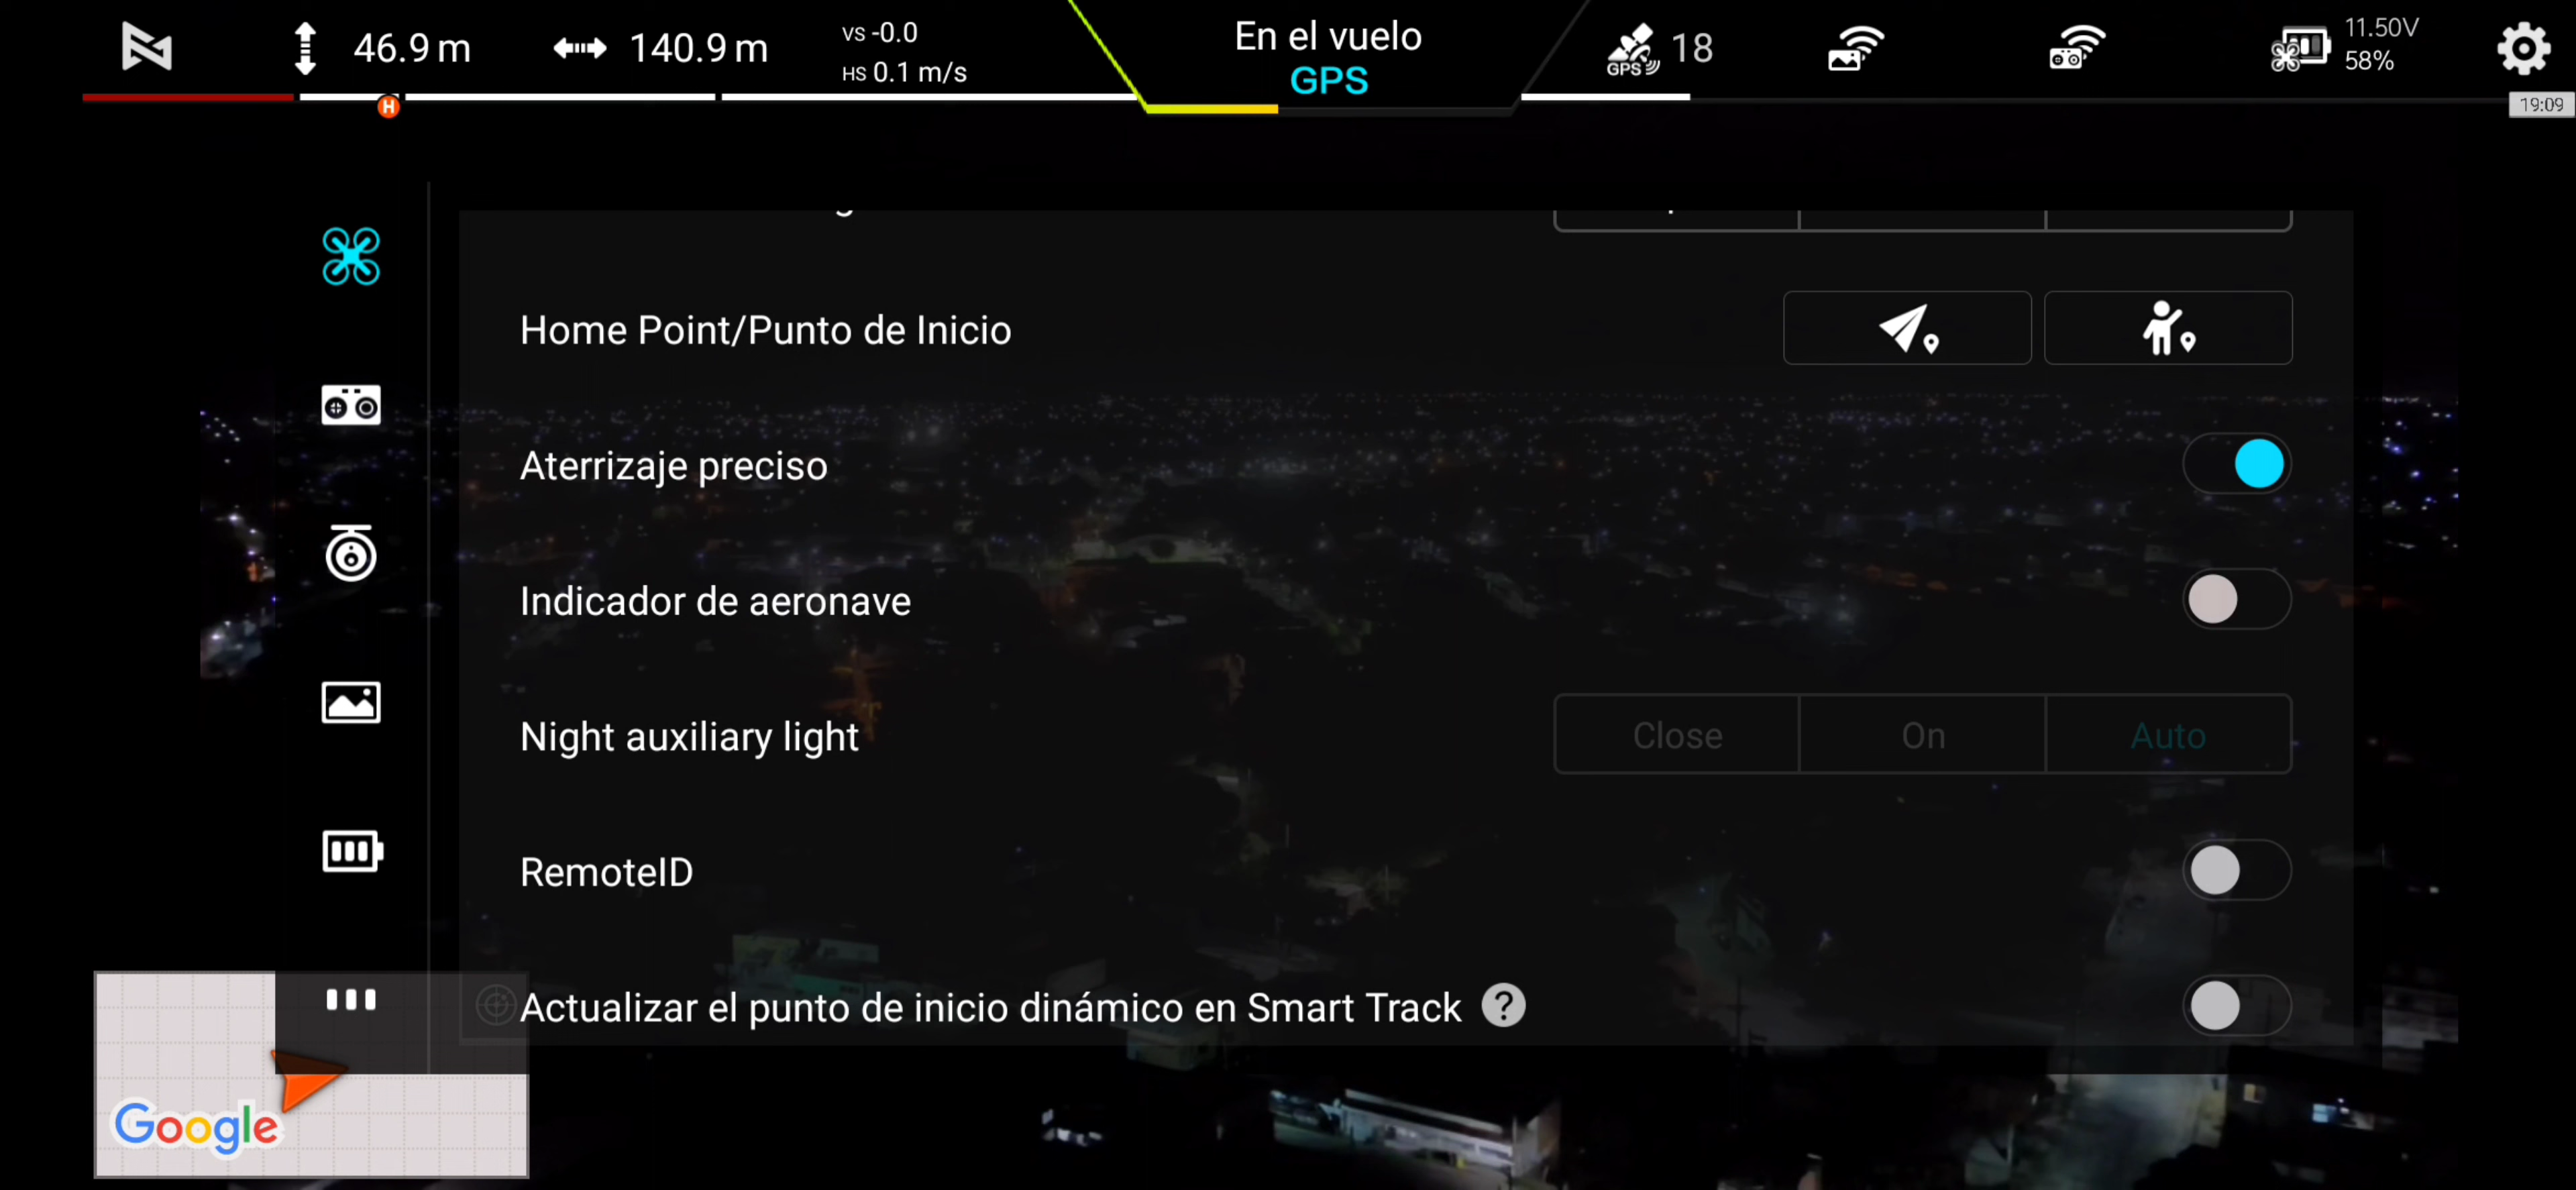 46.9 m
140.9 m
VS -0.0
HS 0.1 m/s
En el vuelo
GPS
GPS 18
11.50V
58%
19:09
H
Home Point/Punto de Inicio
Aterrizaje preciso
Indicador de aeronave
Night auxiliary light
Close On Auto
RemoteID
Actualizar el punto de inicio dinámico en Smart Track ?
Google